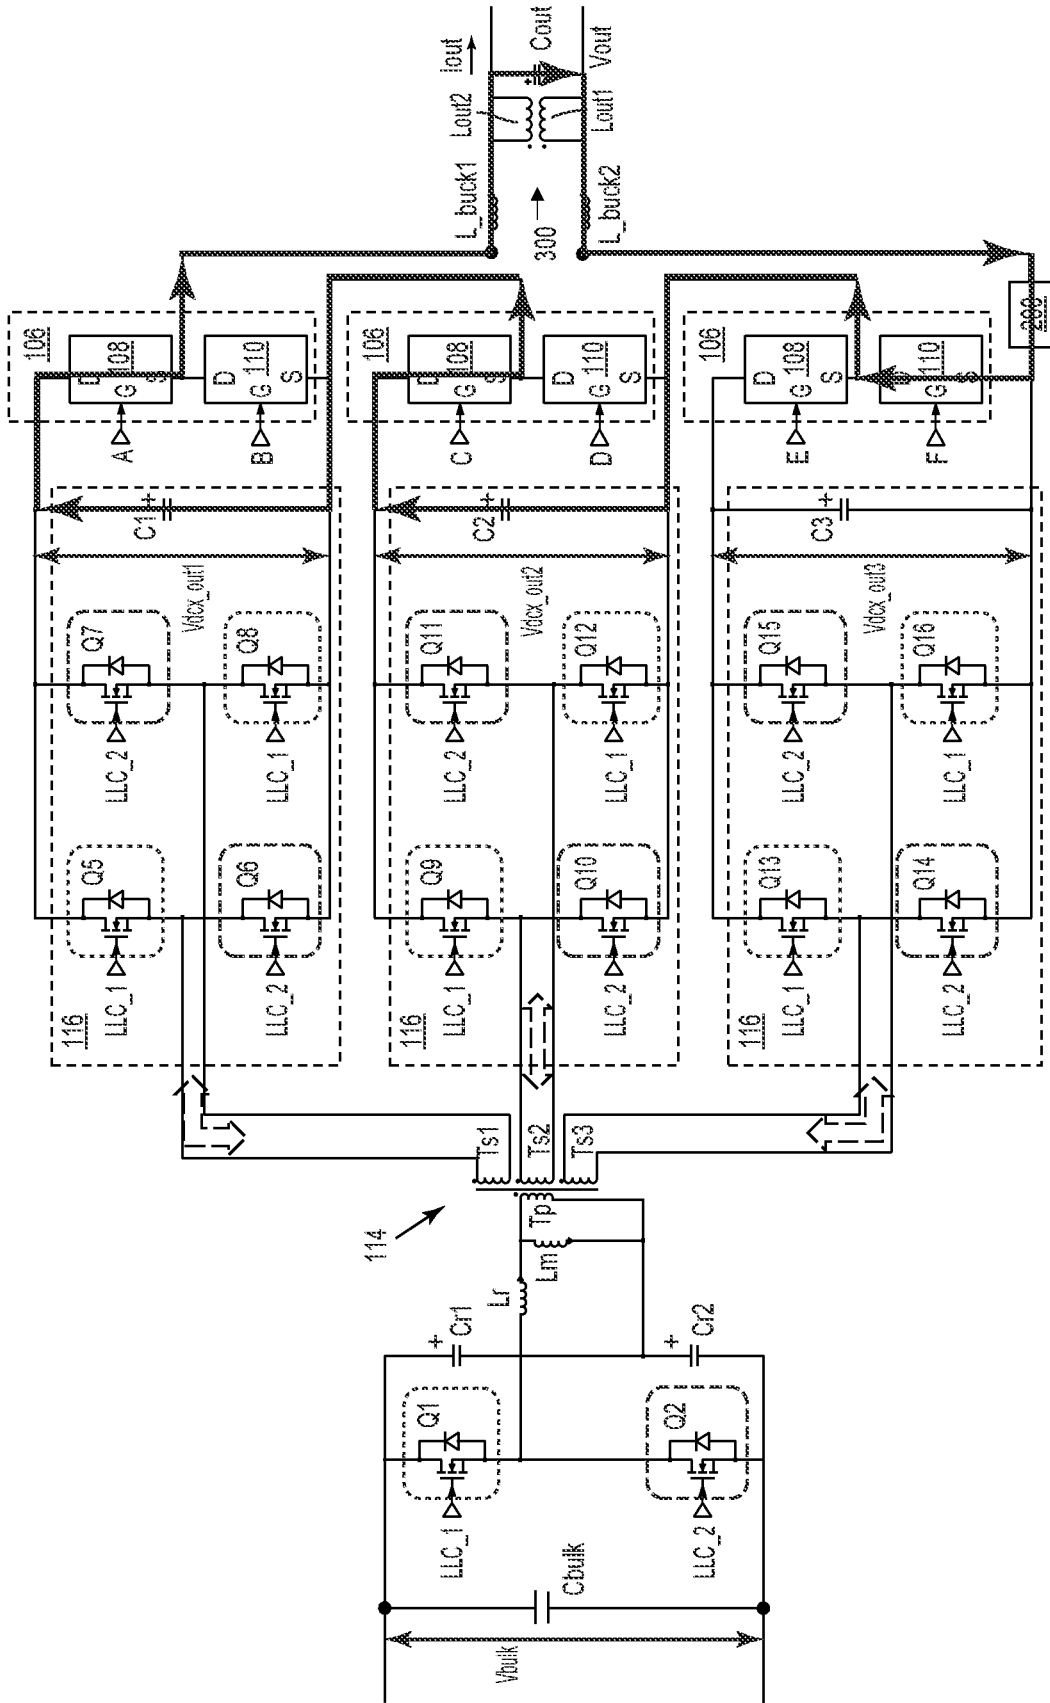 Vbulk
Cbulk
LLC_1
Q1
LLC_2
Q2
+
Cr1
+
Cr2
Lr
Lm
Tp
114
Ts1
Ts2
Ts3
116
LLC_1
Q5
LLC_2
Q6
LLC_2
Q7
LLC_1
Q8
Vdcx_out1
C1
+
116
LLC_1
Q9
LLC_2
Q10
LLC_2
Q11
LLC_1
Q12
Vdcx_out2
C2
+
116
LLC_1
Q13
LLC_2
Q14
LLC_2
Q15
LLC_1
Q16
Vdcx_out3
C3
+
106
A
D
G
S
108
B
D
G
S
110
106
C
D
G
S
108
D
D
G
S
110
106
E
D
G
S
108
F
D
G
S
110
200
L_buck1
300
L_buck2
Lout2
Lout1
Iout
+
Cout
Vout